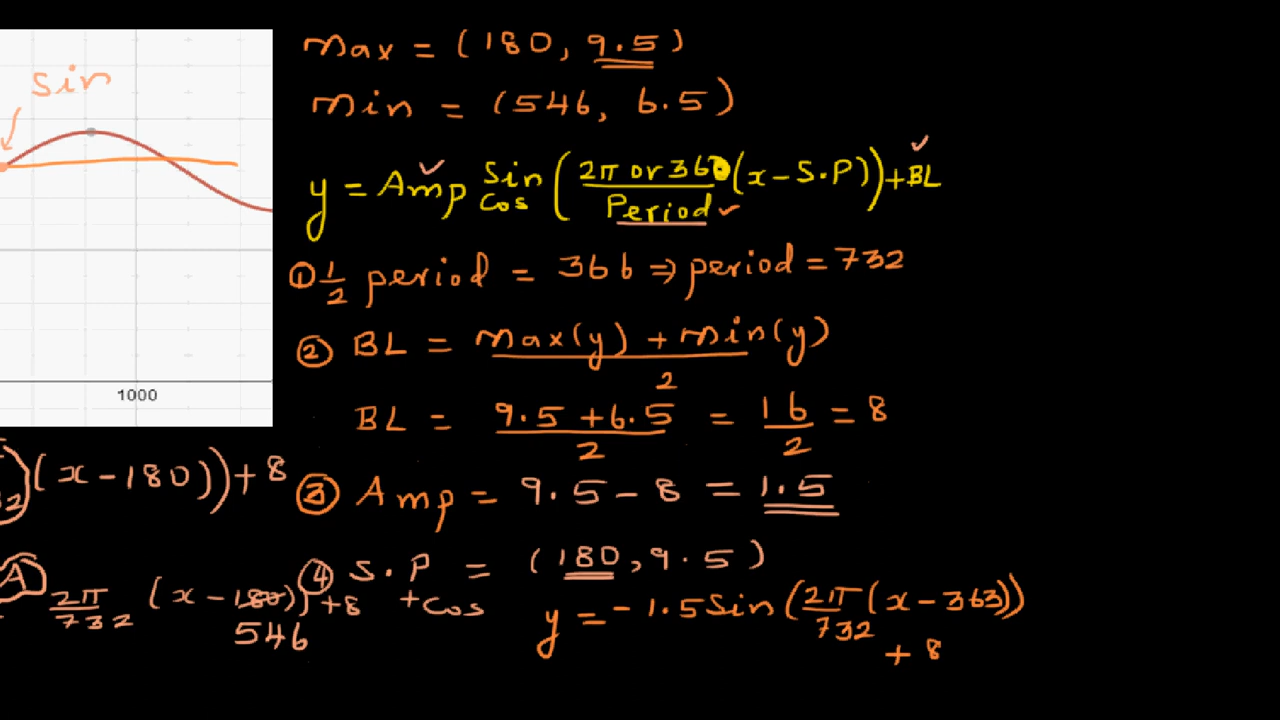 sin
1000
max = (180, 9.5)
min = (546, 6.5)
y = Amp sin cos (2π or 360 / Period (x - S.P)) + BL
① 1/2 period = 366 ⇒ period = 732
② BL = max(y) + min(y) / 2
BL = 9.5 + 6.5 / 2 = 16 / 2 = 8
(x - 180)) + 8
③ Amp = 9.5 - 8 = 1.5
④ S.P = (180, 9.5)
+cos
A 2π / 732 (x - 180) + 8
546
y = -1.5 sin (2π / 732 (x - 363))
+ 8